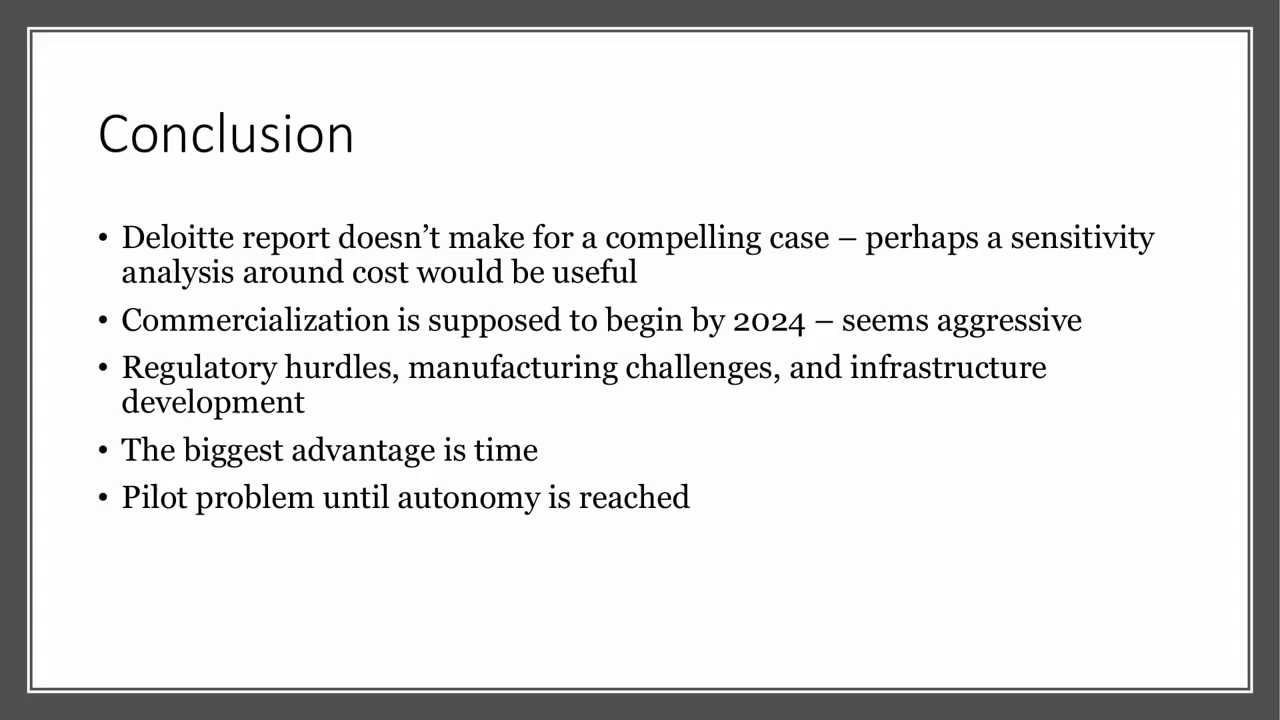 Conclusion
• Deloitte report doesn’t make for a compelling case – perhaps a sensitivity
analysis around cost would be useful
• Commercialization is supposed to begin by 2024 – seems aggressive
• Regulatory hurdles, manufacturing challenges, and infrastructure
development
• The biggest advantage is time
• Pilot problem until autonomy is reached